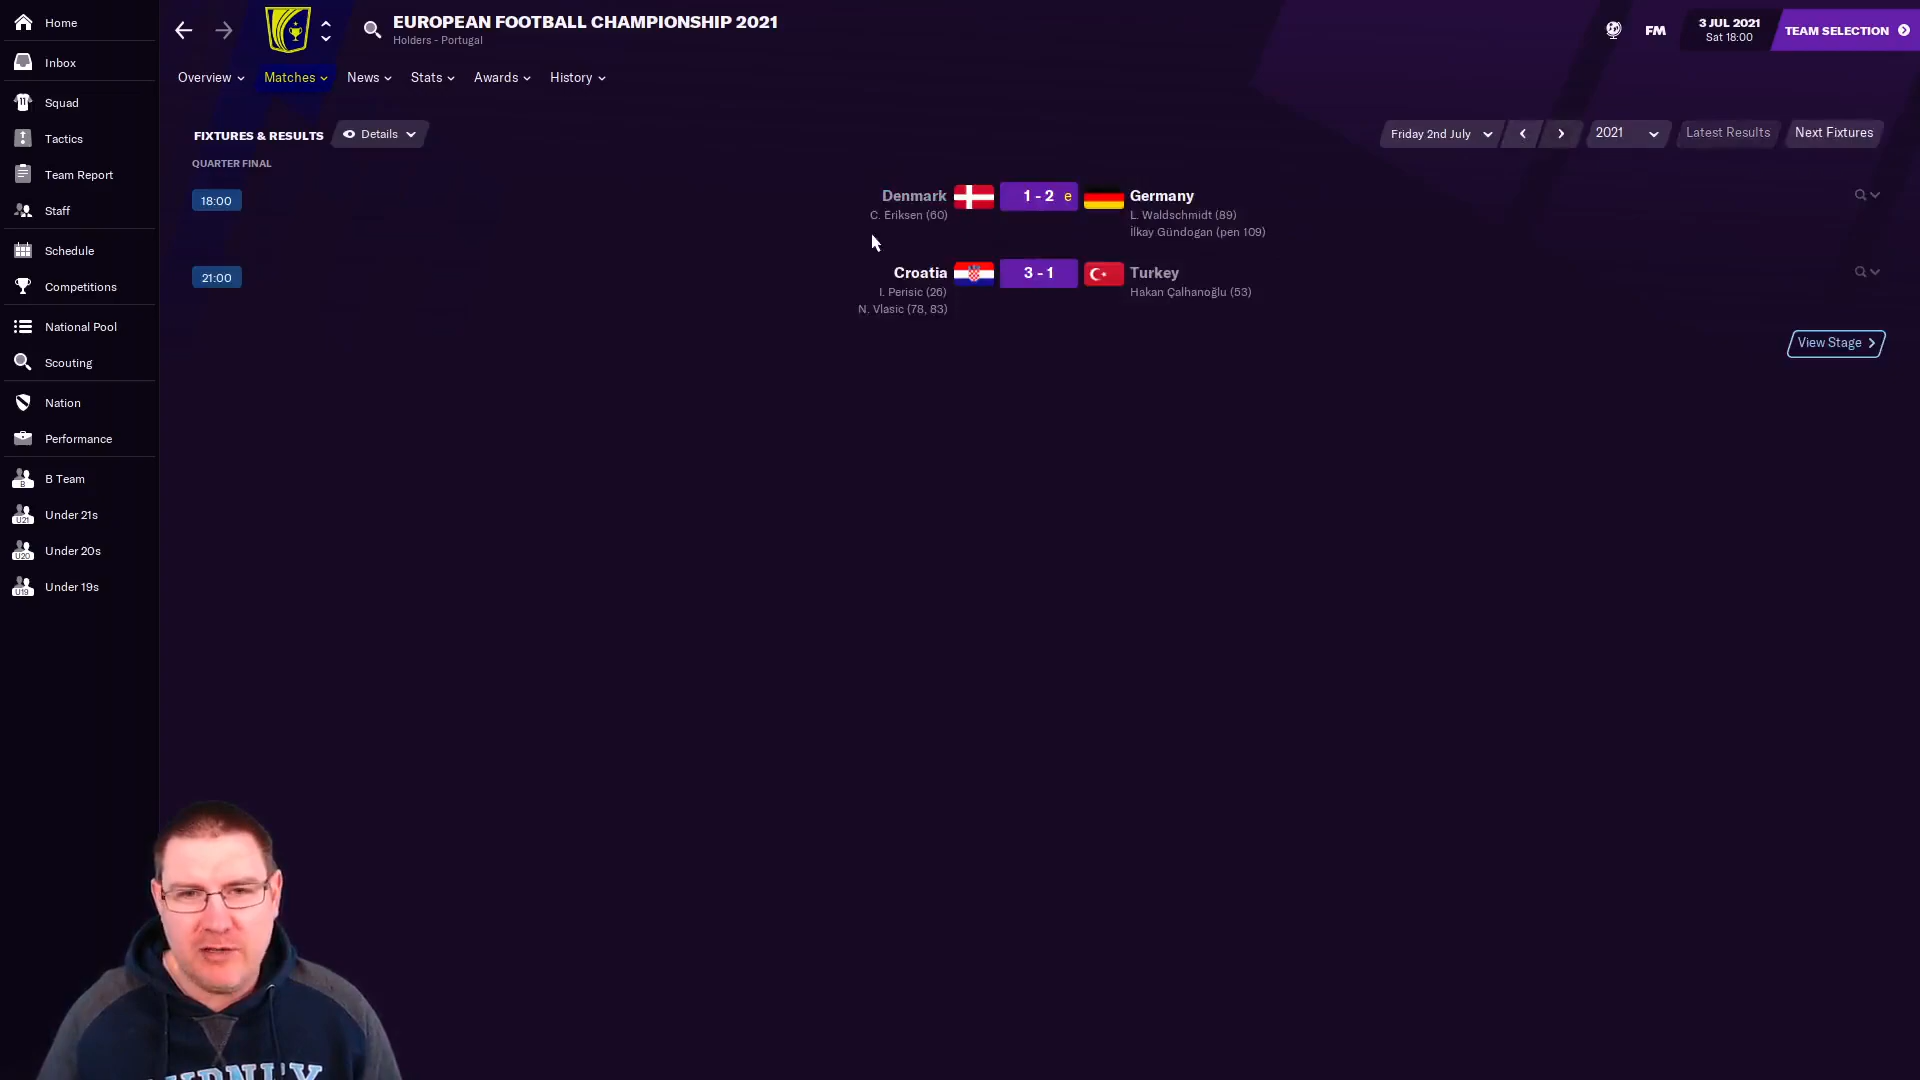 Home
Inbox
Squad
Tactics
Team Report
Staff
Schedule
Competitions
National Pool
Scouting
Nation
Performance
B Team
Under 21s
Under 20s
Under 19s
EUROPEAN FOOTBALL CHAMPIONSHIP 2021
Holders - Portugal
FM
3 JUL 2021
Sat 18:00
TEAM SELECTION
Overview
Matches
News
Stats
Awards
History
FIXTURES & RESULTS
Details
Friday 2nd July
2021
Latest Results
Next Fixtures
QUARTER FINAL
18:00
Denmark 1 - 2 e Germany
C. Eriksen (60)
L. Waldschmidt (89)
İlkay Gündogan (pen 109)
21:00
Croatia 3 - 1 Turkey
I. Perisic (26)
N. Vlasic (78, 83)
Hakan Çalhanoğlu (53)
View Stage